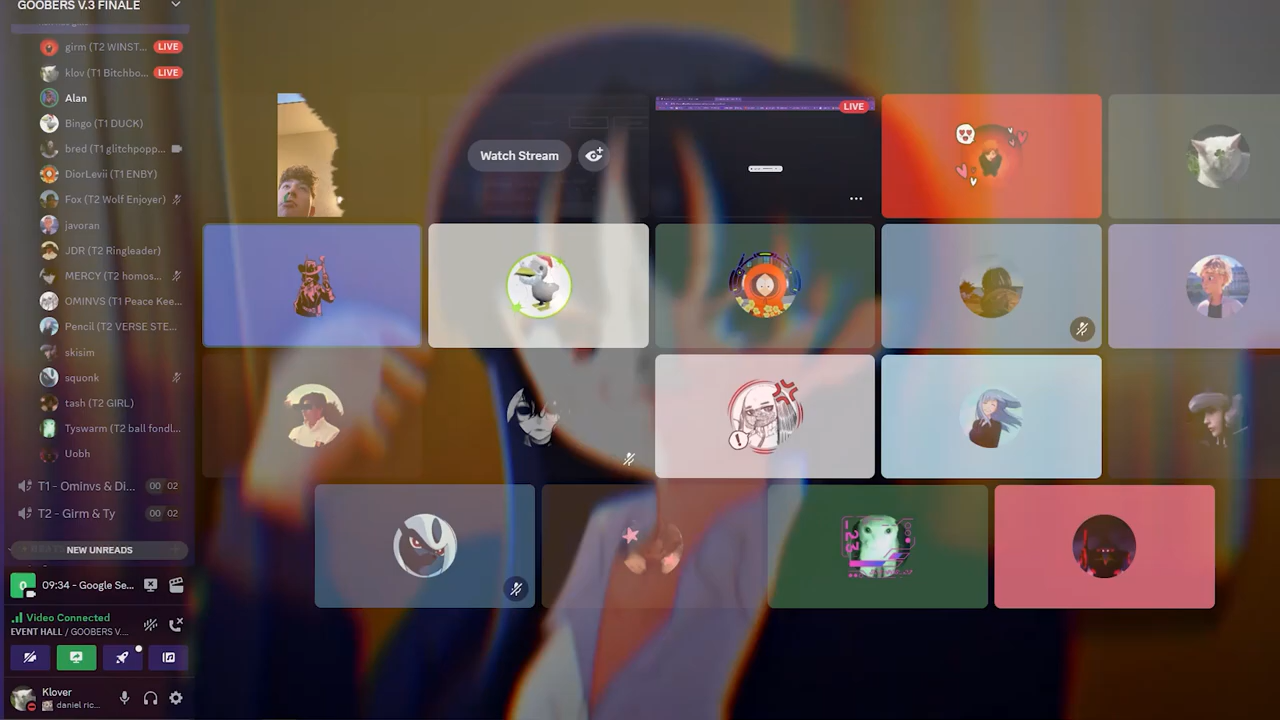 GOOBERS V.3 FINALE
girm (T2 WINST... LIVE
klov (T1 Bitchbo... LIVE
Alan
Bingo (T1 DUCK)
bred (T1 glitchpopp...
DiorLevii (T1 ENBY)
Fox (T2 Wolf Enjoyer)
javoran
JDR (T2 Ringleader)
MERCY (T2 homos...
OMINVS (T1 Peace Kee...
Pencil (T2 VERSE STE...
skisim
squonk
tash (T2 GIRL)
Tyswarm (T2 ball fondl...
Uobh
T1 - Ominvs & Di... 00 02
T2 - Girm & Ty 00 02
NEW UNREADS
09:34 - Google Se...
Video Connected
EVENT HALL / GOOBERS V....
Klover
daniel ric...
Watch Stream
LIVE